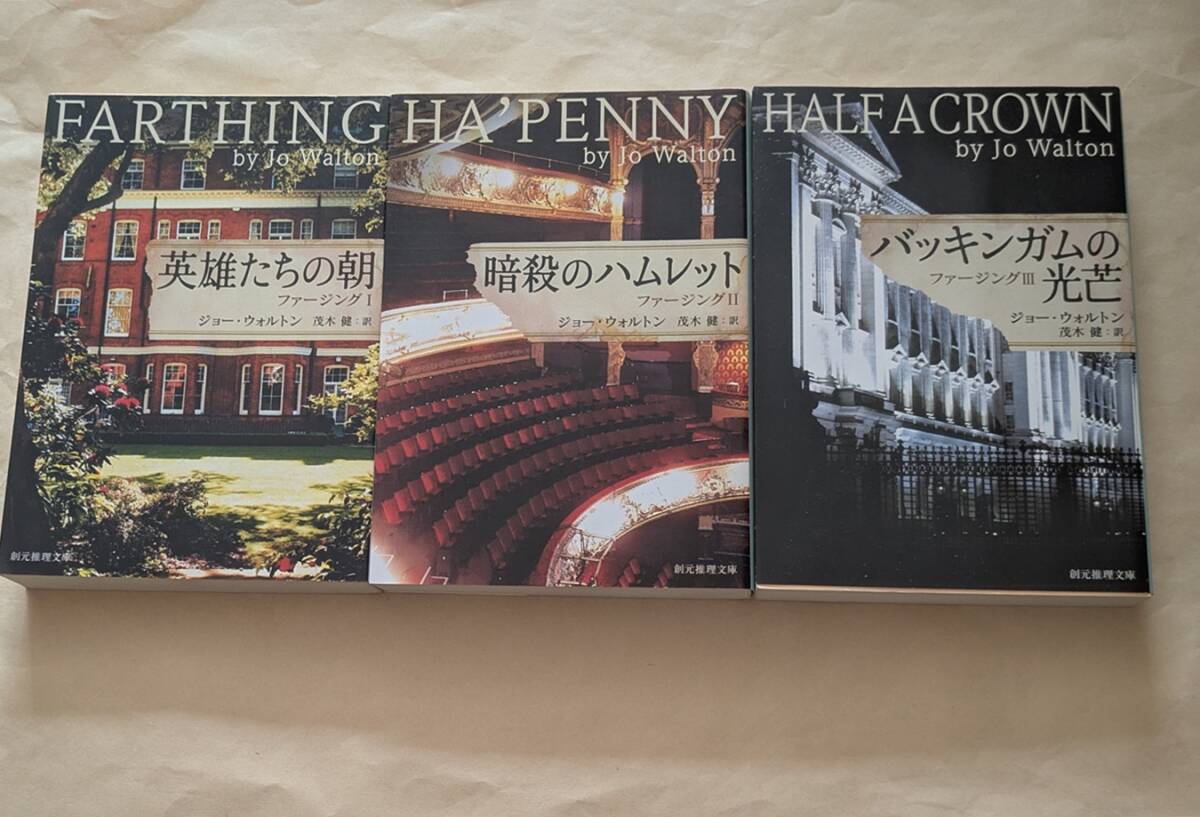 FARTHING
by Jo Walton
英雄たちの朝
ファージングⅠ
ジョー・ウォルトン 茂木 健:訳
創元推理文庫
HA'PENNY
by Jo Walton
暗殺のハムレット
ファージングⅡ
ジョー・ウォルトン 茂木 健:訳
創元推理文庫
HALF A CROWN
by Jo Walton
バッキンガムの
光芒
ファージングⅢ
ジョー・ウォルトン
茂木 健:訳
創元推理文庫